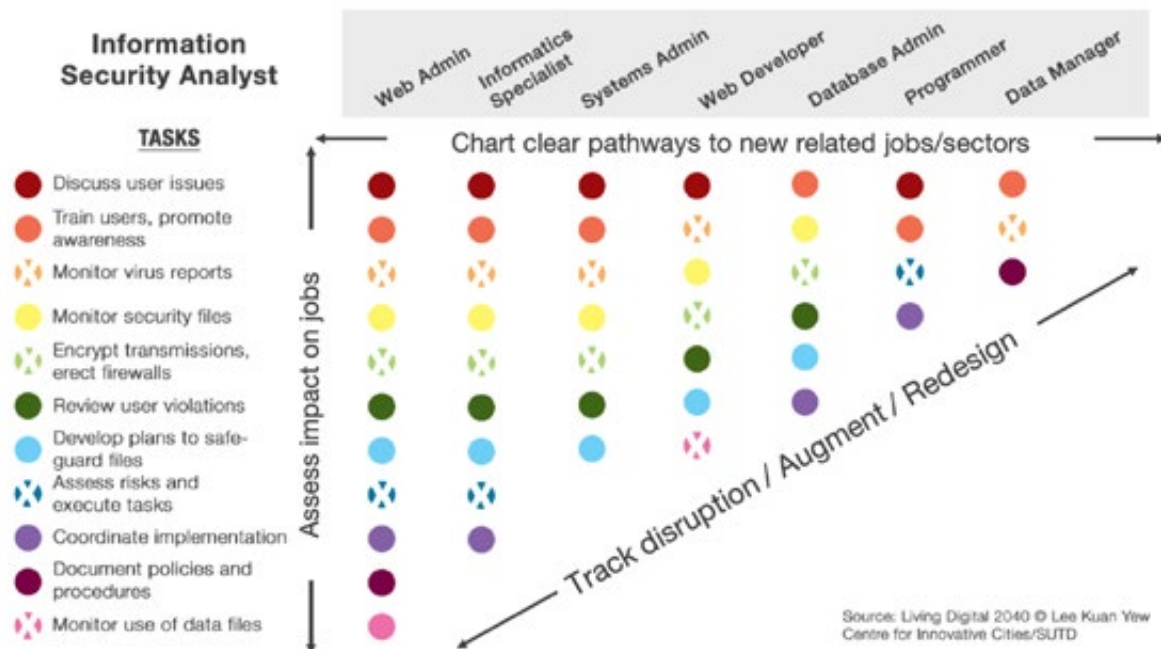 Information
Security Analyst
Web Admin
Informatics
Specialist
Systems Admin
Web Developer
Database Admin
Programmer
Data Manager
TASKS
Chart clear pathways to new related jobs/sectors
Discuss user issues
Train users, promote
awareness
Monitor virus reports
Monitor security files
Encrypt transmissions,
erect firewalls
Review user violations
Develop plans to safe-
guard files
Assess risks and
execute tasks
Coordinate implementation
Document policies and
procedures
Monitor use of data files
Assess impact on jobs
Track disruption / Augment / Redesign
Source: Living Digital 2040 © Lee Kuan Yew
Centre for Innovative Cities/SUTD